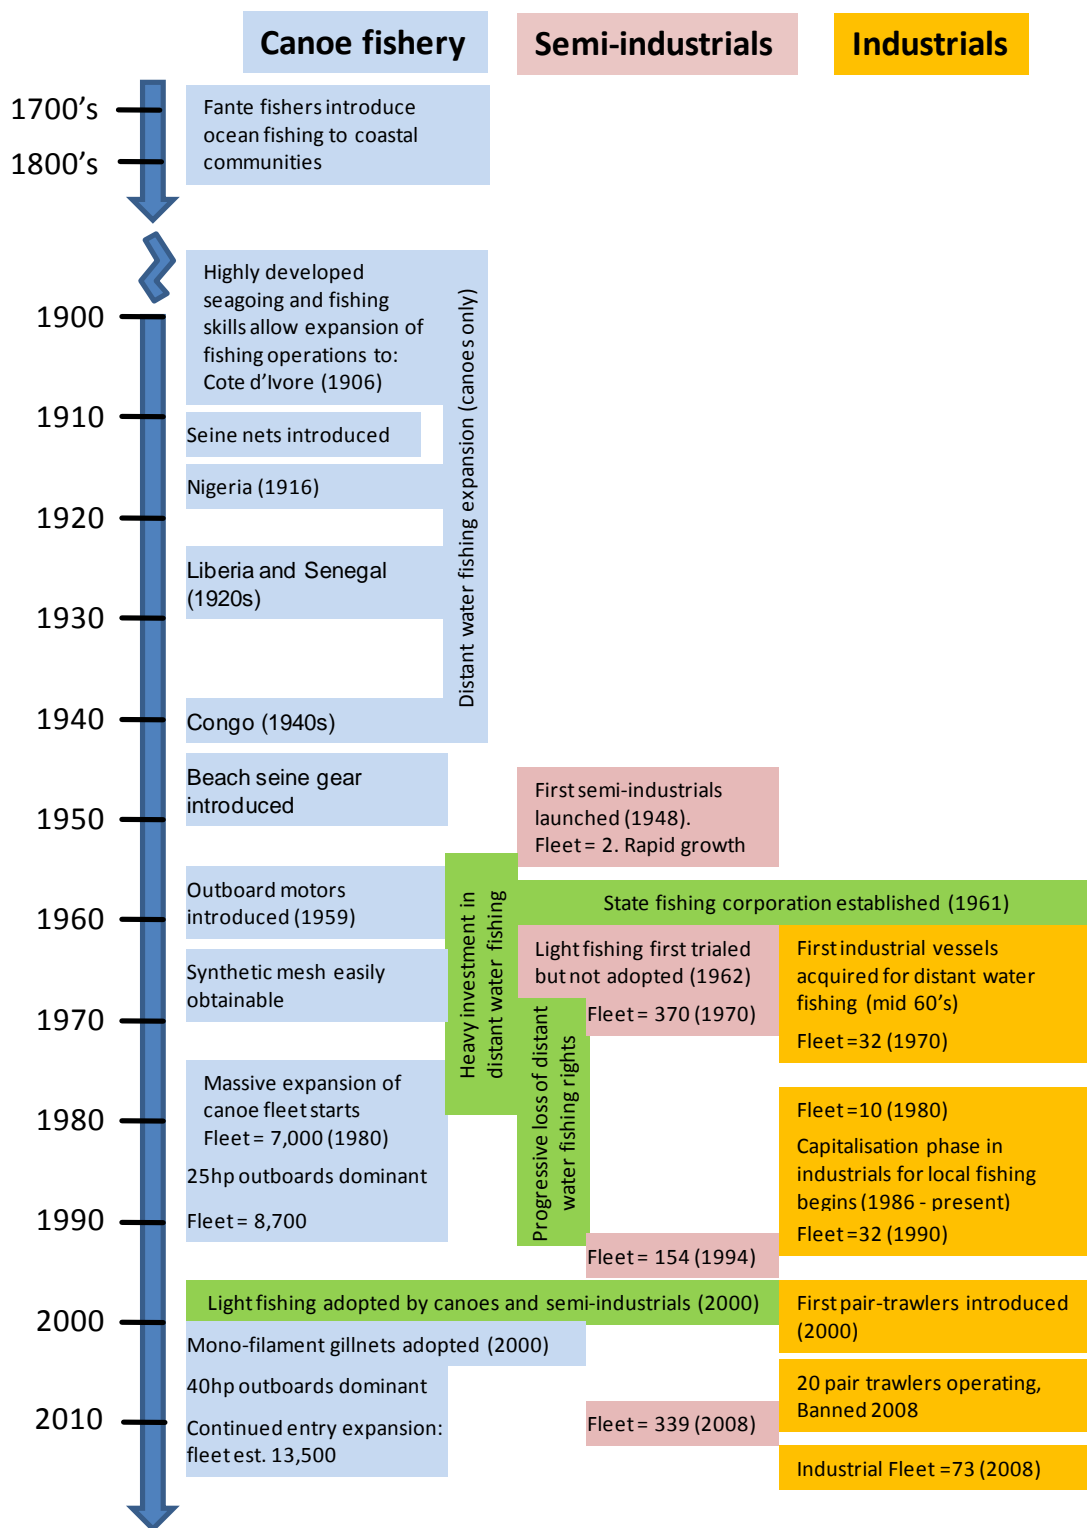 Canoe fishery
Semi-industrials
Industrials
1700's
1800's
Fante fishers introduce
ocean fishing to coastal
communities
1900
1910
1920
1930
1940
1950
1960
1970
1980
1990
2000
2010
Highly developed
seagoing and fishing
skills allow expansion of
fishing operations to:
Cote d'Ivore (1906)
Seine nets introduced
Nigeria (1916)
Liberia and Senegal
(1920s)
Congo (1940s)
Distant water fishing expansion (canoes only)
Beach seine gear
introduced
Outboard motors
introduced (1959)
Synthetic mesh easily
obtainable
Massive expansion of
canoe fleet starts
Fleet = 7,000 (1980)
25hp outboards dominant
Fleet = 8,700
Heavy investment in
distant water fishing
Progressive loss of distant
water fishing rights
First semi-industrials
launched (1948).
Fleet = 2. Rapid growth
State fishing corporation established (1961)
Light fishing first trialed
but not adopted (1962)
Fleet = 370 (1970)
First industrial vessels
acquired for distant water
fishing (mid 60's)
Fleet =32 (1970)
Fleet =10 (1980)
Capitalisation phase in
industrials for local fishing
begins (1986 - present)
Fleet =32 (1990)
Fleet = 154 (1994)
Light fishing adopted by canoes and semi-industrials (2000)
First pair-trawlers introduced
(2000)
Mono-filament gillnets adopted (2000)
40hp outboards dominant
Continued entry expansion:
fleet est. 13,500
Fleet = 339 (2008)
20 pair trawlers operating,
Banned 2008
Industrial Fleet =73 (2008)